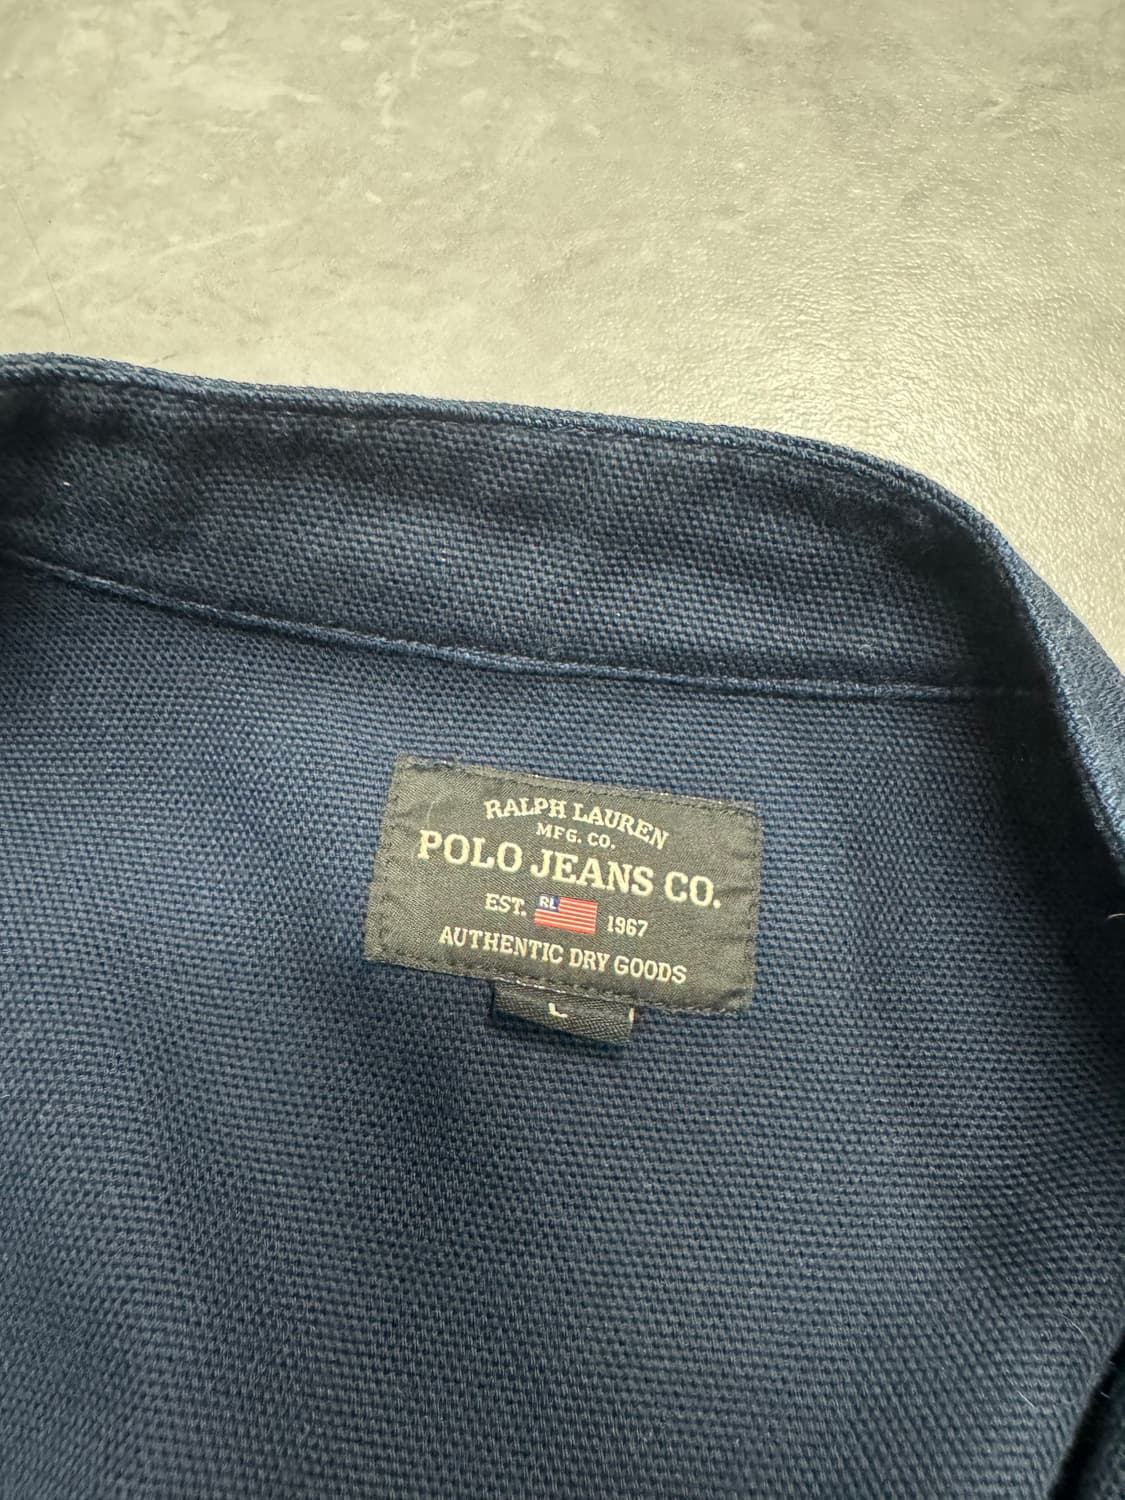 RALPH LAUREN
MFG. CO.
POLO JEANS CO.
EST. RL 1967
AUTHENTIC DRY GOODS
L